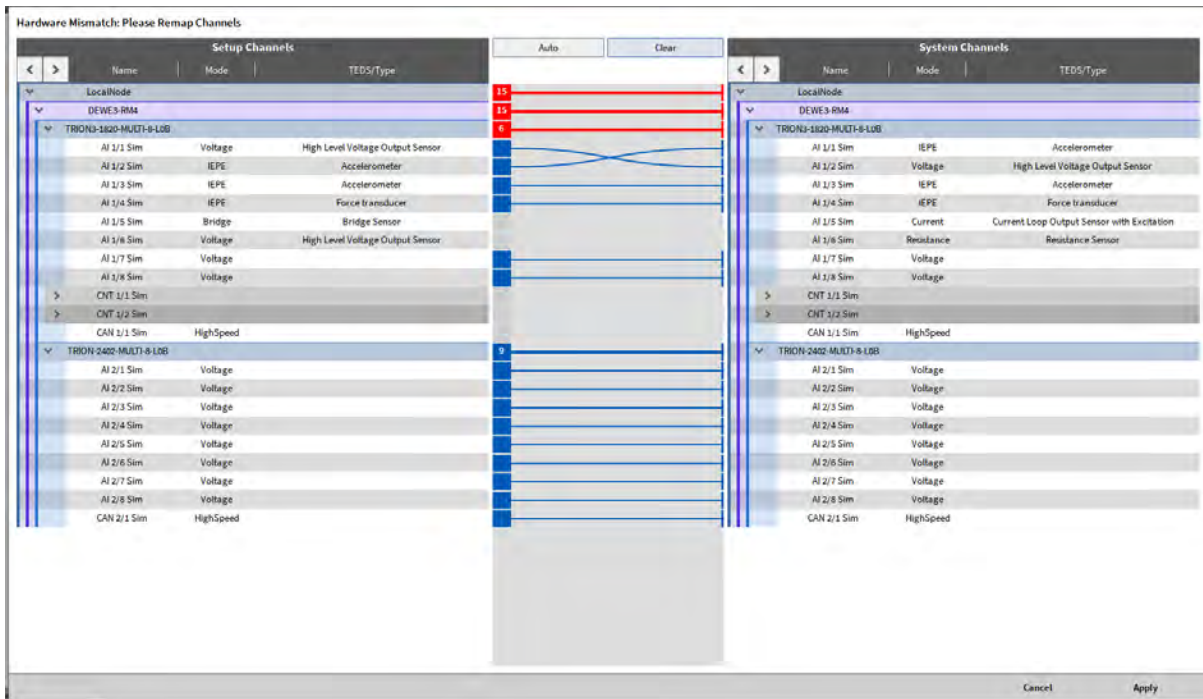 Hardware Mismatch: Please Remap Channels
Setup Channels Auto Clear System Channels
< > Name Mode TEDS/Type < > Name Mode TEDS/Type
LocalNode 15 LocalNode
DEWE3-RM4 15 DEWE3-RM4
TRION3-1820-MULTI-8-L0B 6 TRION3-1820-MULTI-8-L0B
AI 1/1 Sim Voltage High Level Voltage Output Sensor AI 1/1 Sim IEPE Accelerometer
AI 1/2 Sim IEPE Accelerometer AI 1/2 Sim Voltage High Level Voltage Output Sensor
AI 1/3 Sim IEPE Accelerometer AI 1/3 Sim IEPE Accelerometer
AI 1/4 Sim IEPE Force transducer AI 1/4 Sim IEPE Force transducer
AI 1/5 Sim Bridge Bridge Sensor AI 1/5 Sim Current Current Loop Output Sensor with Excitation
AI 1/6 Sim Voltage High Level Voltage Output Sensor AI 1/6 Sim Resistance Resistance Sensor
AI 1/7 Sim Voltage AI 1/7 Sim Voltage
AI 1/8 Sim Voltage AI 1/8 Sim Voltage
> CNT 1/1 Sim > CNT 1/1 Sim
> CNT 1/2 Sim > CNT 1/2 Sim
CAN 1/1 Sim HighSpeed CAN 1/1 Sim HighSpeed
TRION-2402-MULTI-8-L0B 9 TRION-2402-MULTI-8-L0B
AI 2/1 Sim Voltage AI 2/1 Sim Voltage
AI 2/2 Sim Voltage AI 2/2 Sim Voltage
AI 2/3 Sim Voltage AI 2/3 Sim Voltage
AI 2/4 Sim Voltage AI 2/4 Sim Voltage
AI 2/5 Sim Voltage AI 2/5 Sim Voltage
AI 2/6 Sim Voltage AI 2/6 Sim Voltage
AI 2/7 Sim Voltage AI 2/7 Sim Voltage
AI 2/8 Sim Voltage AI 2/8 Sim Voltage
CAN 2/1 Sim HighSpeed CAN 2/1 Sim HighSpeed
Cancel Apply